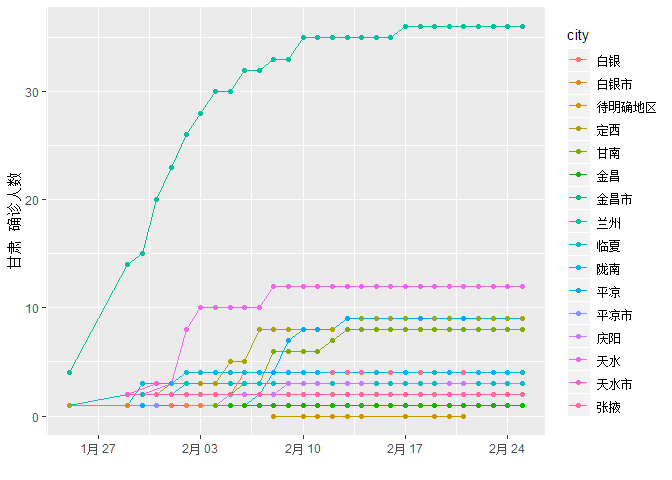 city
白银
白银市
待明确地区
定西
甘南
金昌
金昌市
兰州
临夏
陇南
平凉
平凉市
庆阳
天水
天水市
张掖
甘肃 确诊人数
30
20
10
0
1月 27
2月 03
2月 10
2月 17
2月 24